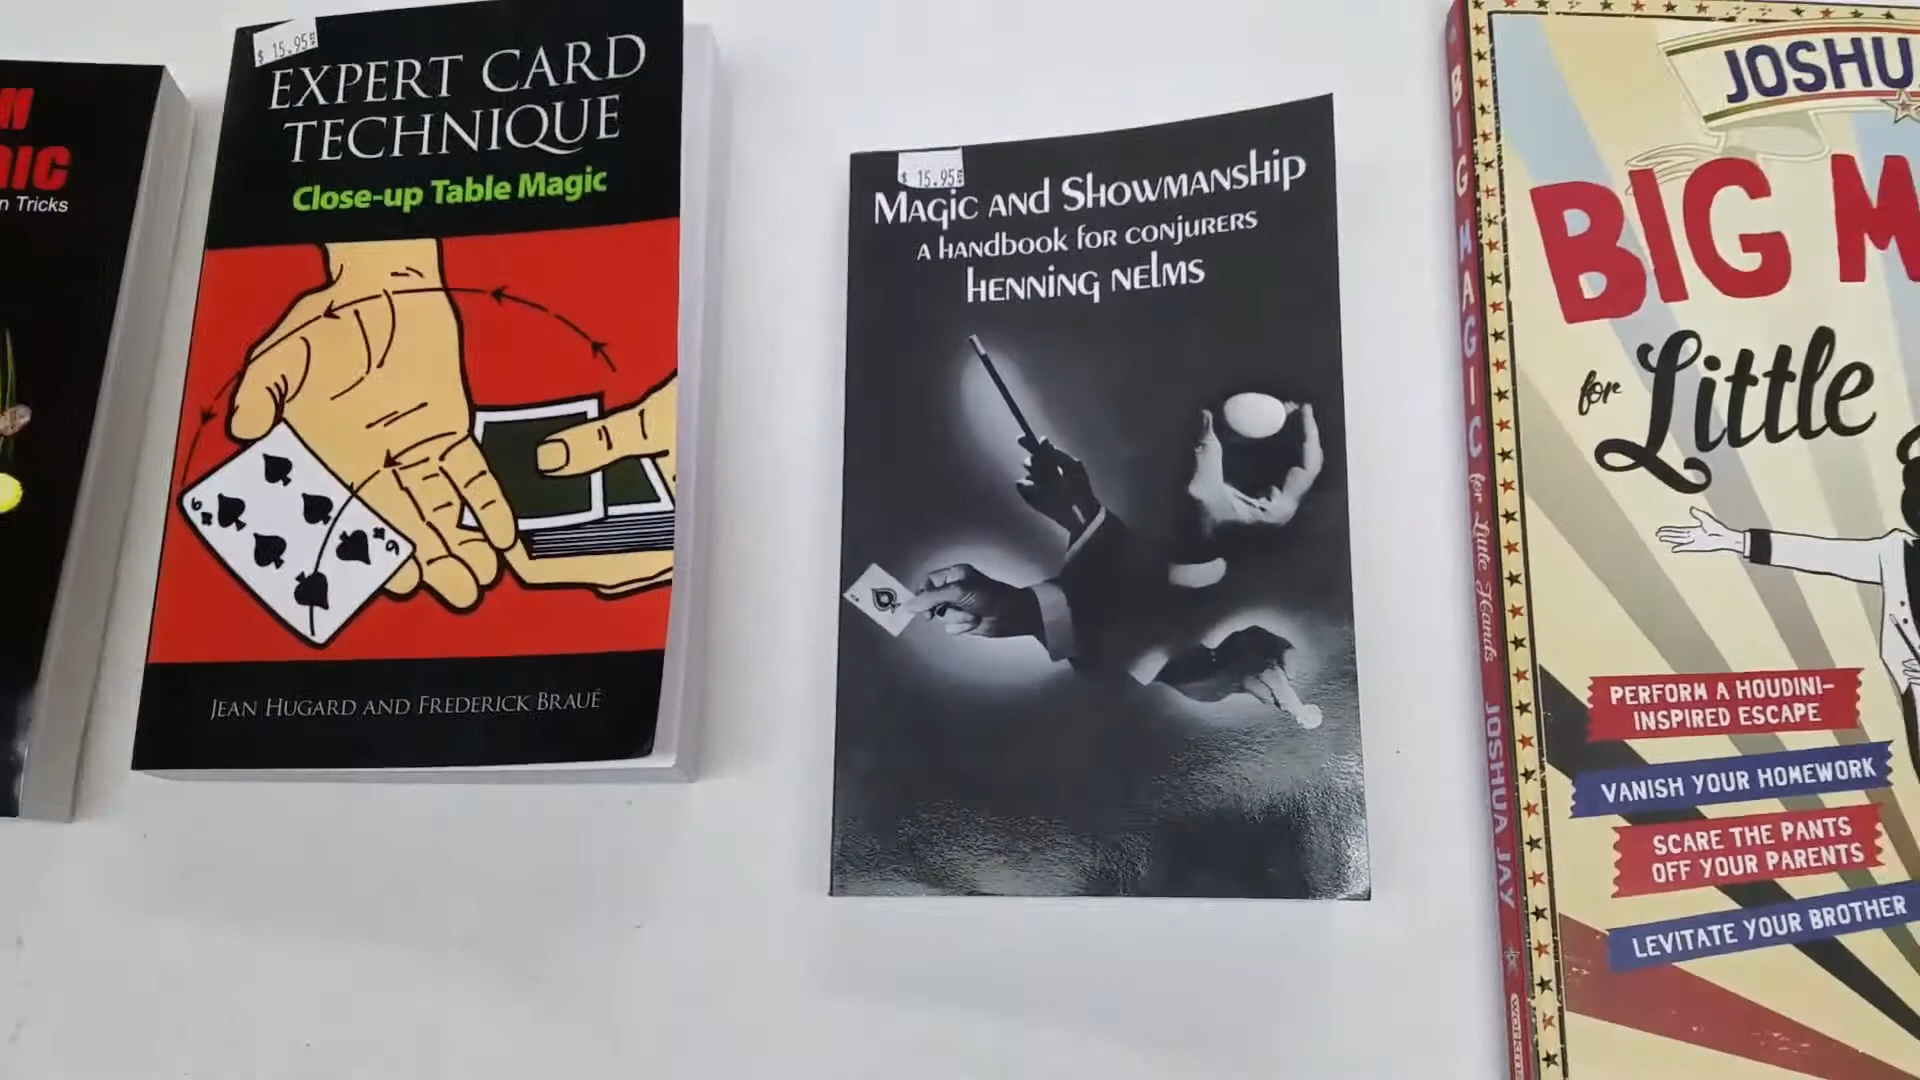 n Tricks
$ 15.95
EXPERT CARD
TECHNIQUE
Close-up Table Magic
6
6
JEAN HUGARD AND FREDERICK BRAUÉ
$ 15.95
Magic and Showmanship
A Handbook for Conjurers
Henning Nelms
BIG MAGIC for Little Hands JOSHUA JAY
JOSHU
BIG M
for Little
PERFORM A HOUDINI-
INSPIRED ESCAPE
VANISH YOUR HOMEWORK
SCARE THE PANTS
OFF YOUR PARENTS
LEVITATE YOUR BROTHER